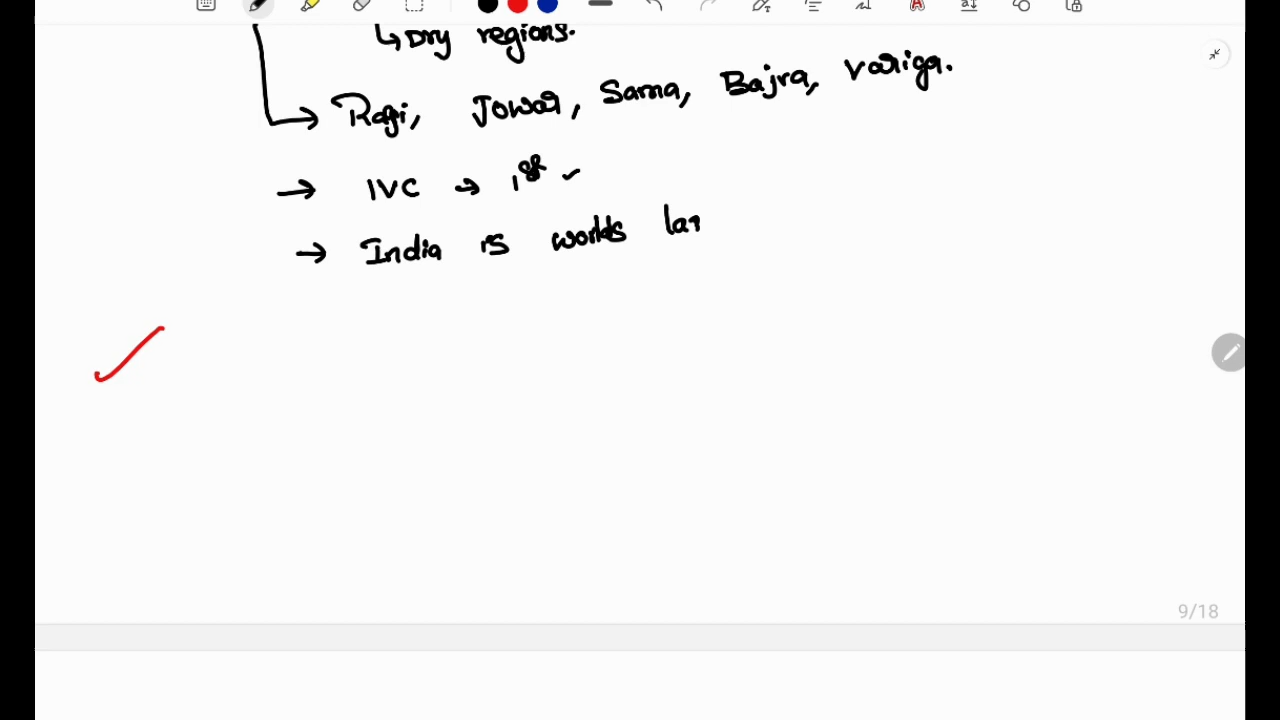 ↳ Dry regions.
→ Ragi, Jowar, Sama, Bajra, Variga.
→ IVC → 1st ✓
→ India is worlds lar
9/18